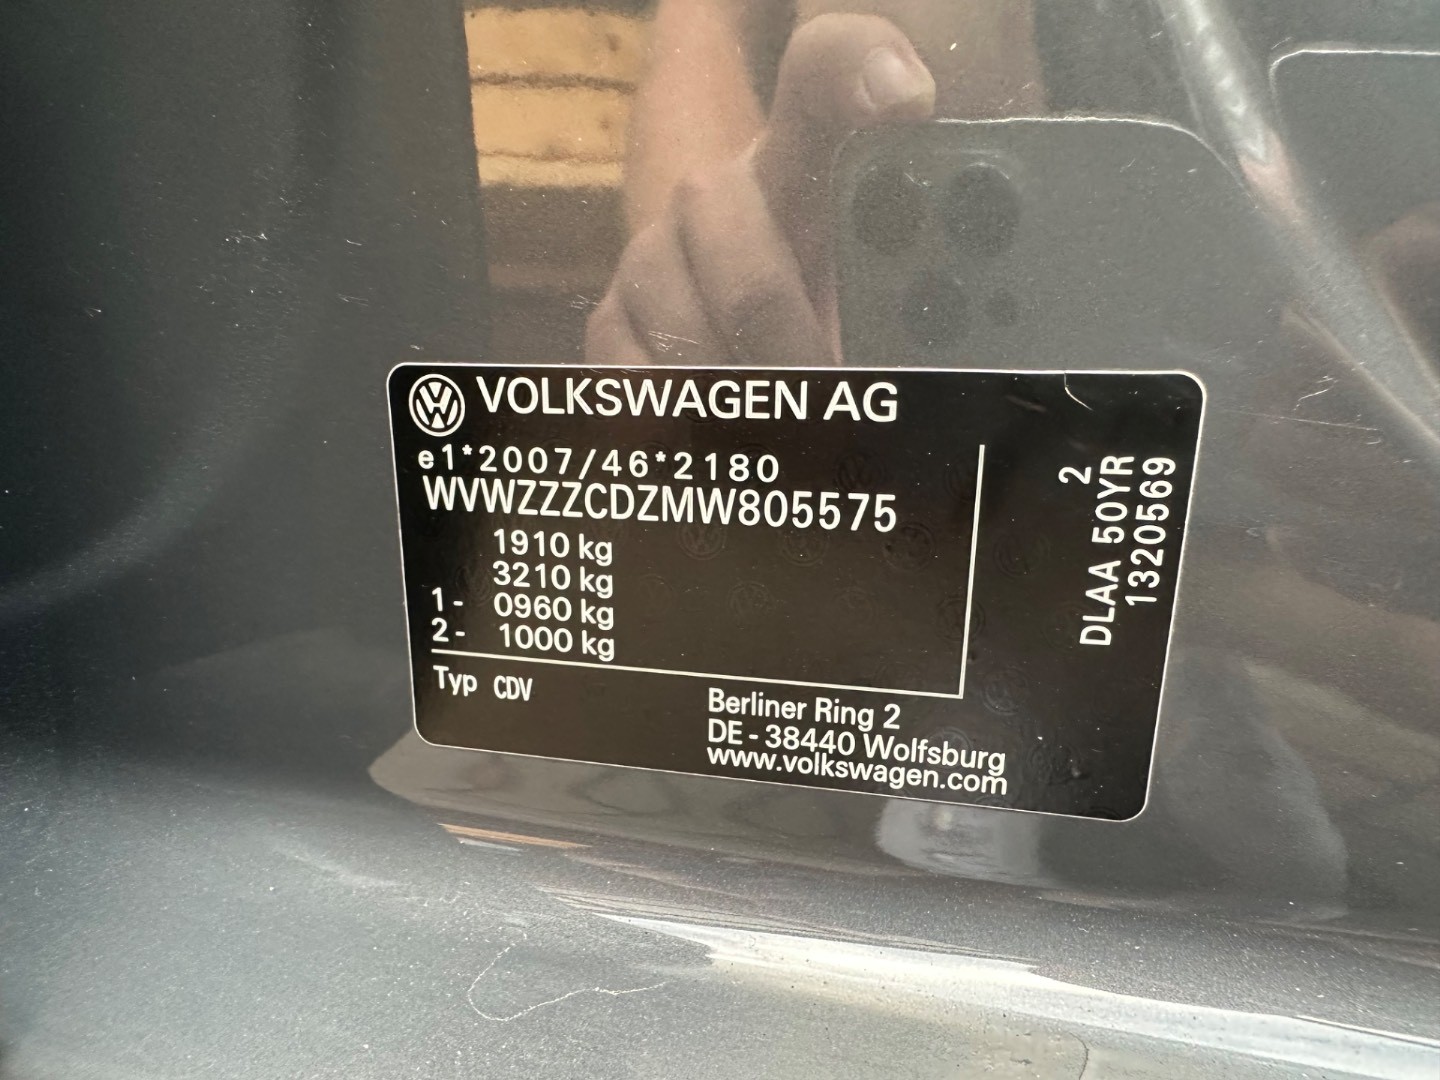 VOLKSWAGEN AG
e1*2007/46*2180
WVWZZZCDZMW805575
1910 kg
3210 kg
1- 0960 kg
2- 1000 kg
Typ CDV
Berliner Ring 2
DE - 38440 Wolfsburg
www.volkswagen.com
2
DLAA 50YR
1320569